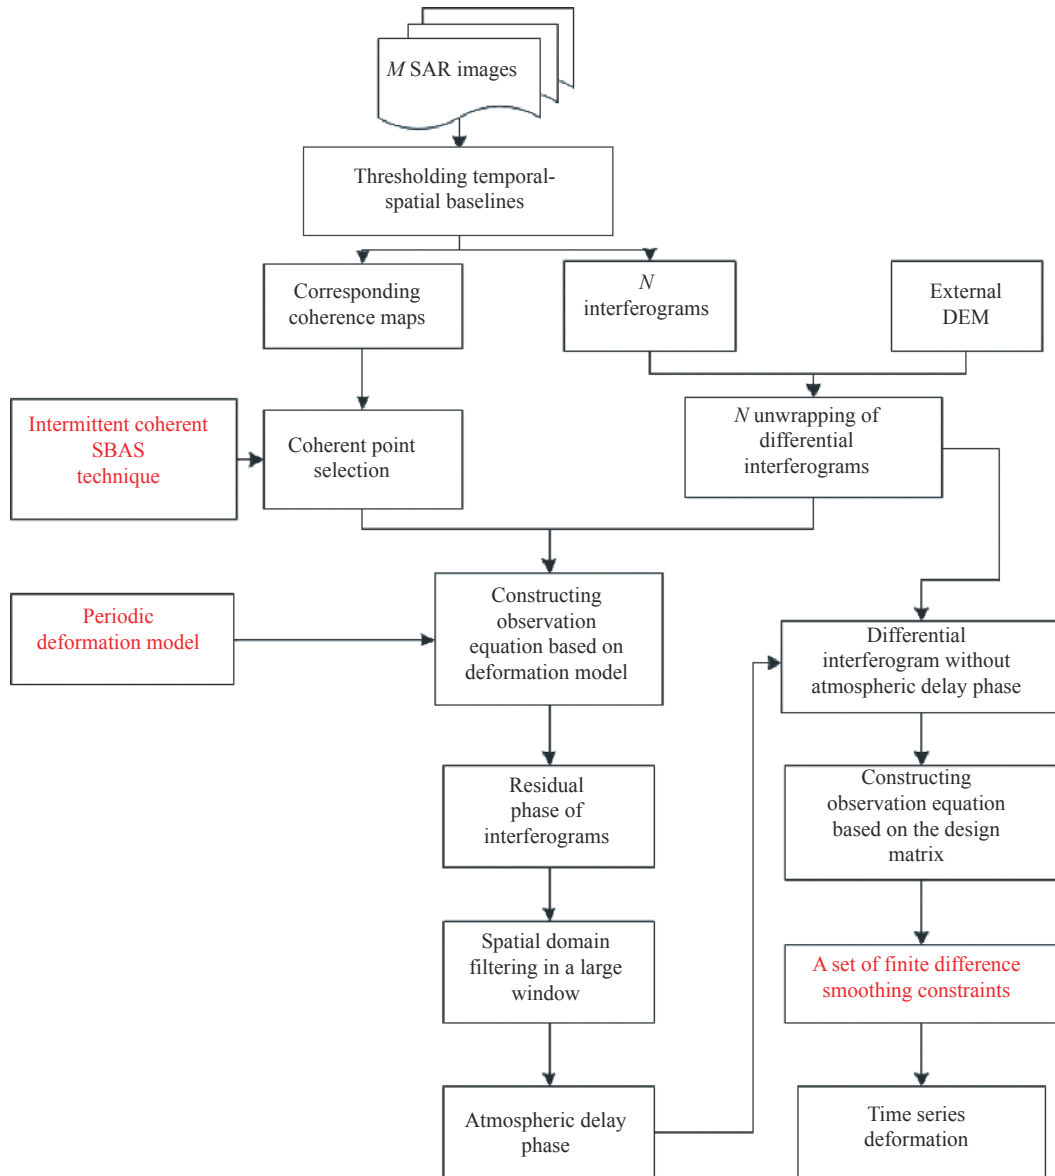 M SAR images
Thresholding temporal-
spatial baselines
Corresponding
coherence maps
N
interferograms
External
DEM
Intermittent coherent
SBAS
technique
Coherent point
selection
N unwrapping of
differential
interferograms
Periodic
deformation model
Constructing
observation
equation based on
deformation model
Differential
interferogram without
atmospheric delay phase
Residual
phase of
interferograms
Constructing
observation equation
based on the design
matrix
Spatial domain
filtering in a large
window
A set of finite difference
smoothing constraints
Atmospheric delay
phase
Time series
deformation